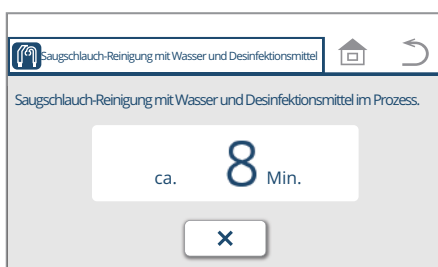 Saugschlauch-Reinigung mit Wasser und Desinfektionsmittel
Saugschlauch-Reinigung mit Wasser und Desinfektionsmittel im Prozess.
ca. 8 Min.